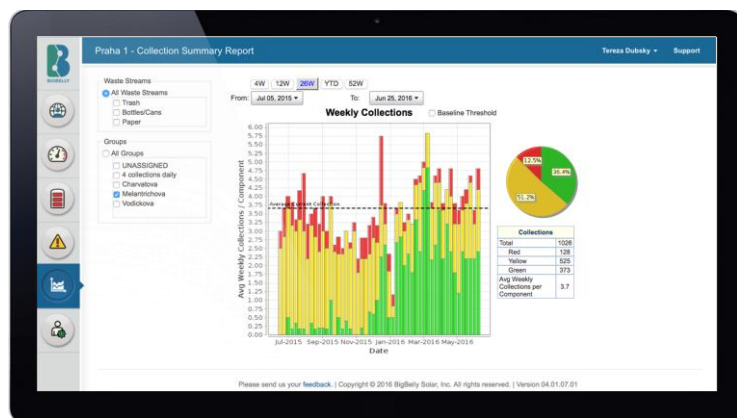 Praha 1 - Collection Summary Report
Tereza Dubsky
Support
BIGBELLY
Waste Streams
All Waste Streams
Trash
Bottles/Cans
Paper
Groups
All Groups
UNASSIGNED
4 collections daily
Charvatova
Melantrichova
Vodickova
4W 12W 26W YTD 52W
From: Jul 05, 2015 To: Jun 25, 2016
Weekly Collections
Baseline Threshold
Avg Weekly Collections / Component
6.00
5.75
5.50
5.25
5.00
4.75
4.50
4.25
4.00
3.75
3.50
3.25
3.00
2.75
2.50
2.25
2.00
1.75
1.50
1.25
1.00
0.75
0.50
0.25
0.00
Average Current Collection
Jul-2015 Sep-2015 Nov-2015 Jan-2016 Mar-2016 May-2016
Date
12.5%
36.4%
51.2%
Collections
Total 1026
Red 128
Yellow 525
Green 373
Avg Weekly
Collections per 3.7
Component
Please send us your feedback. | Copyright © 2016 BigBelly Solar, Inc. All rights reserved. | Version 04.01.07.01